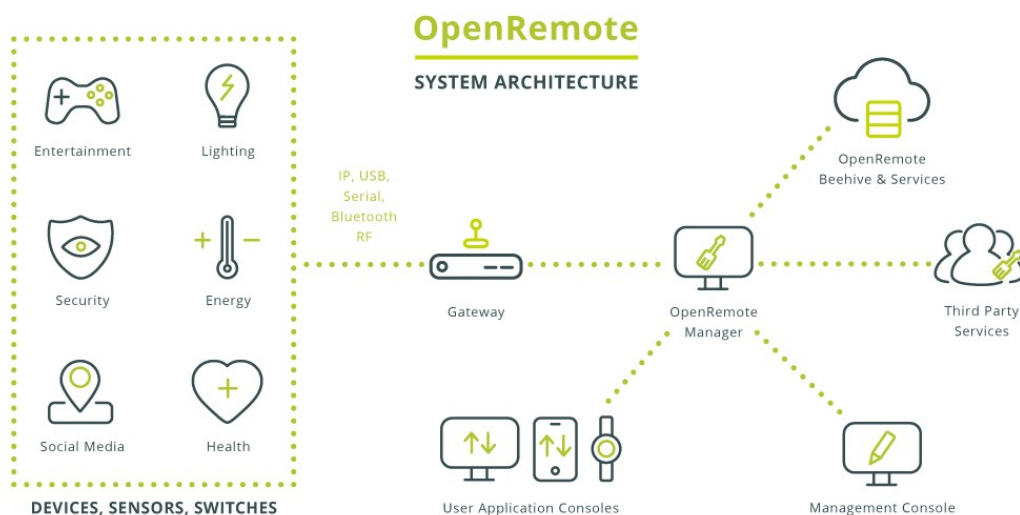 OpenRemote
SYSTEM ARCHITECTURE
Entertainment
Lighting
Security
Energy
Social Media
Health
DEVICES, SENSORS, SWITCHES
IP, USB,
Serial,
Bluetooth
RF
Gateway
OpenRemote
Manager
OpenRemote
Beehive & Services
Third Party
Services
User Application Consoles
Management Console